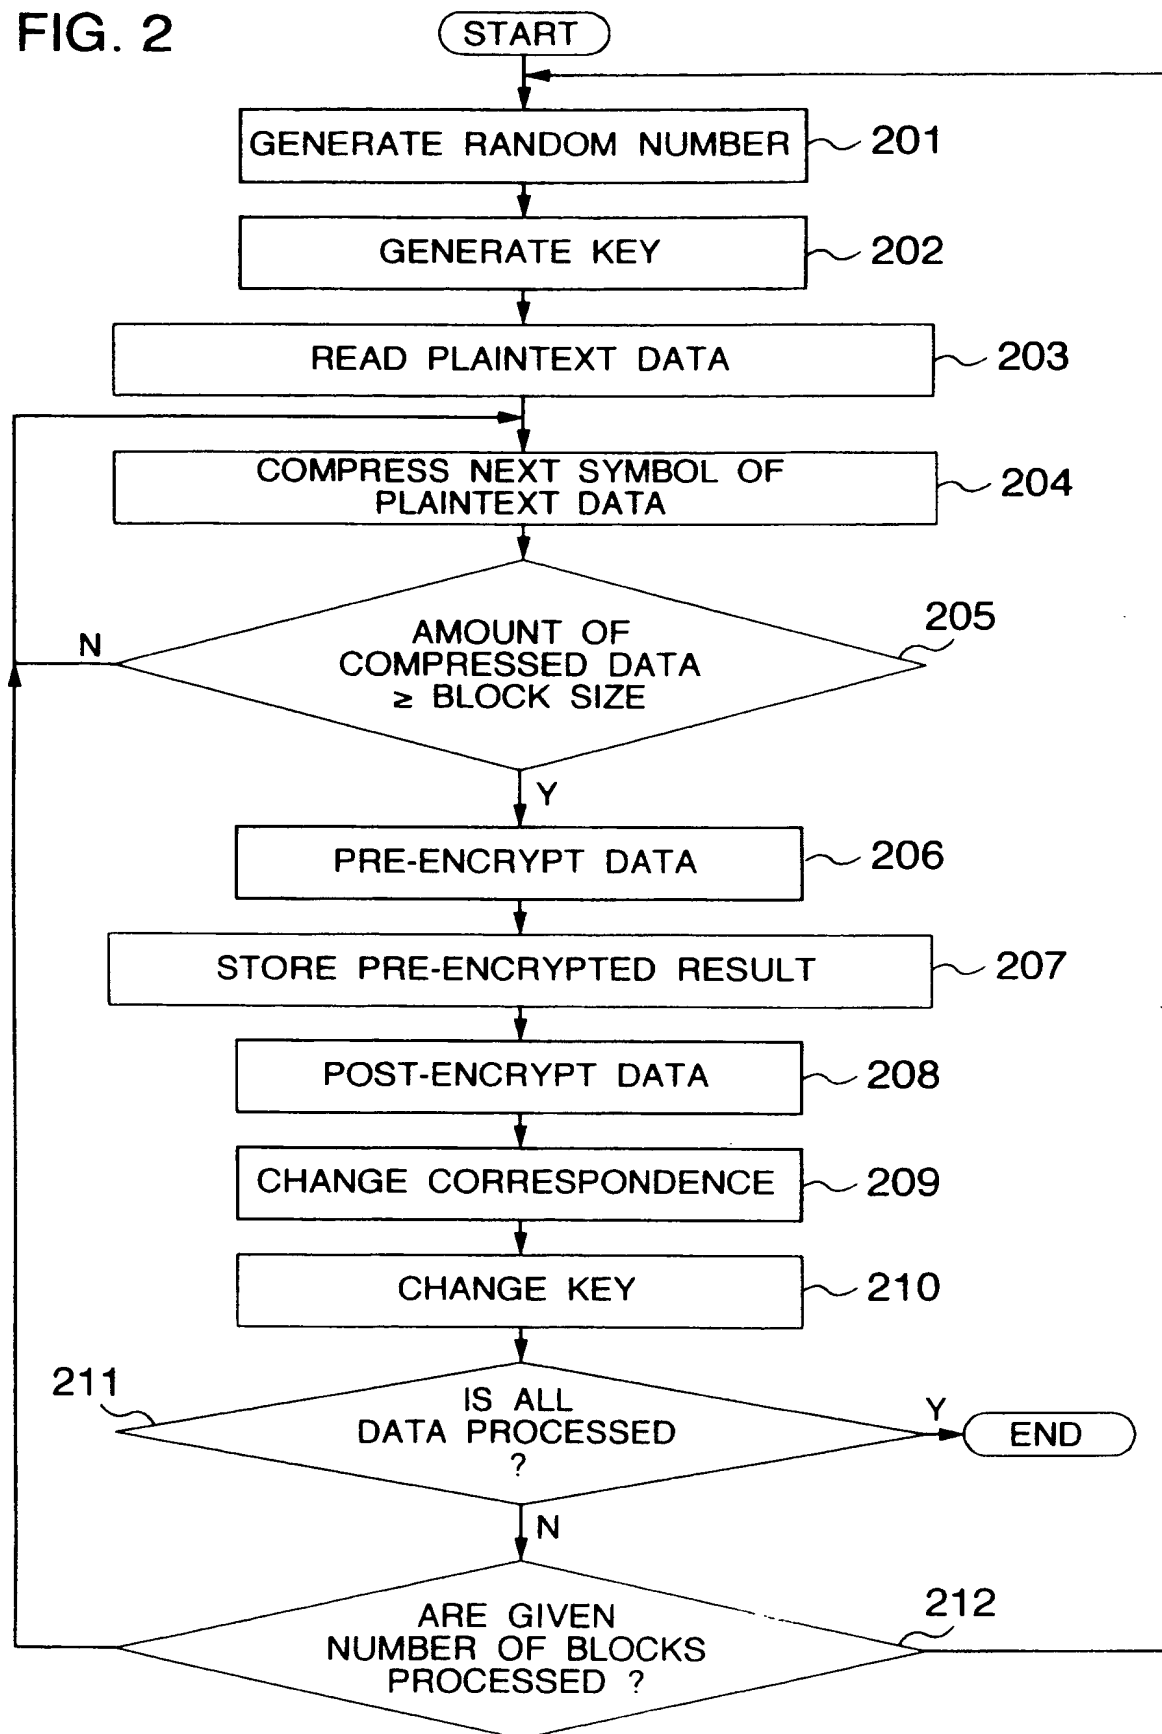 FIG. 2
START
GENERATE RANDOM NUMBER
201
GENERATE KEY
202
READ PLAINTEXT DATA
203
COMPRESS NEXT SYMBOL OF
PLAINTEXT DATA
204
AMOUNT OF
COMPRESSED DATA
≥ BLOCK SIZE
205
N
Y
PRE-ENCRYPT DATA
206
STORE PRE-ENCRYPTED RESULT
207
POST-ENCRYPT DATA
208
CHANGE CORRESPONDENCE
209
CHANGE KEY
210
211
IS ALL
DATA PROCESSED
?
Y
END
N
ARE GIVEN
NUMBER OF BLOCKS
PROCESSED ?
212